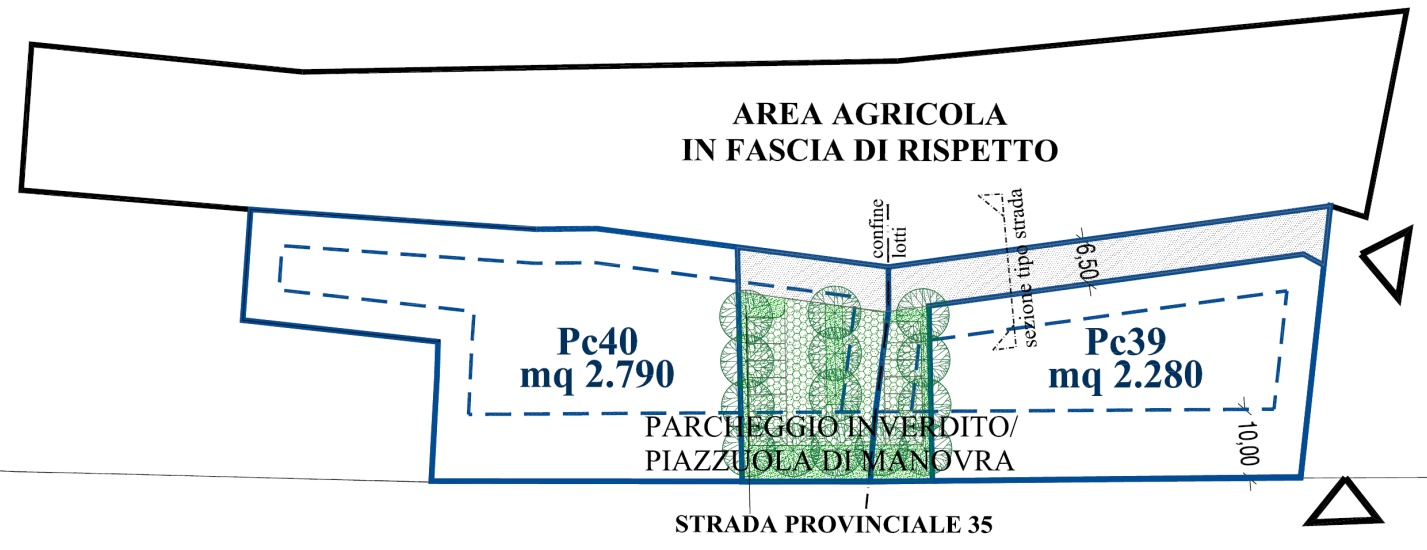 AREA AGRICOLA
IN FASCIA DI RISPETTO
confine
lotti
sezione tipo strada
6,50
Pc40
mq 2.790
Pc39
mq 2.280
PARCHEGGIO INVERDITO/
PIAZZUOLA DI MANOVRA
10,00
STRADA PROVINCIALE 35